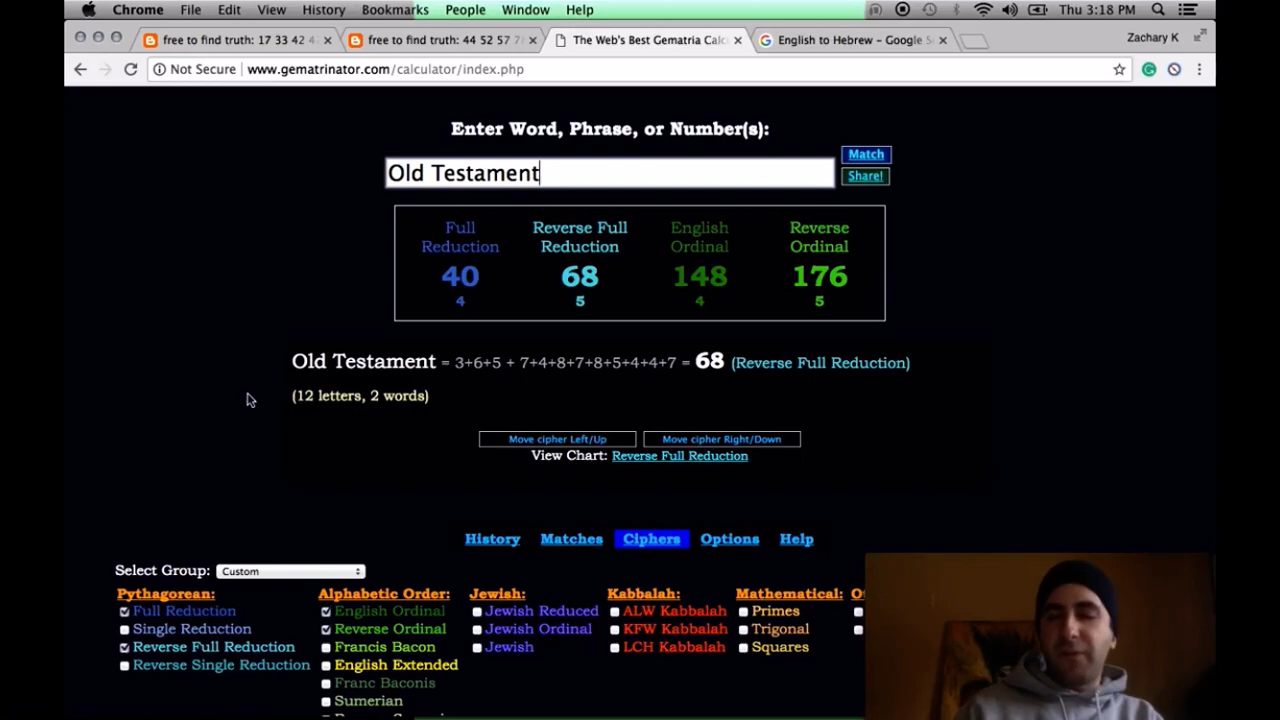 Chrome File Edit View History Bookmarks People Window Help Thu 3:18 PM
free to find truth: 17 33 42 4 free to find truth: 44 52 57 7 The Web's Best Gematria Calc English to Hebrew - Google S Zachary K
Not Secure www.gematrinator.com/calculator/index.php
Enter Word, Phrase, or Number(s):
Old Testament
Match
Share!
Full Reduction Reverse Full Reduction English Ordinal Reverse Ordinal
40 68 148 176
4 5 4 5
Old Testament = 3+6+5 + 7+4+8+7+8+5+4+4+7 = 68 (Reverse Full Reduction)
(12 letters, 2 words)
Move cipher Left/Up Move cipher Right/Down
View Chart: Reverse Full Reduction
History Matches Ciphers Options Help
Select Group: Custom
Pythagorean: Alphabetic Order: Jewish: Kabbalah: Mathematical:
Full Reduction English Ordinal Jewish Reduced ALW Kabbalah Primes
Single Reduction Reverse Ordinal Jewish Ordinal KFW Kabbalah Trigonal
Reverse Full Reduction Francis Bacon Jewish LCH Kabbalah Squares
Reverse Single Reduction English Extended
Franc Baconis
Sumerian